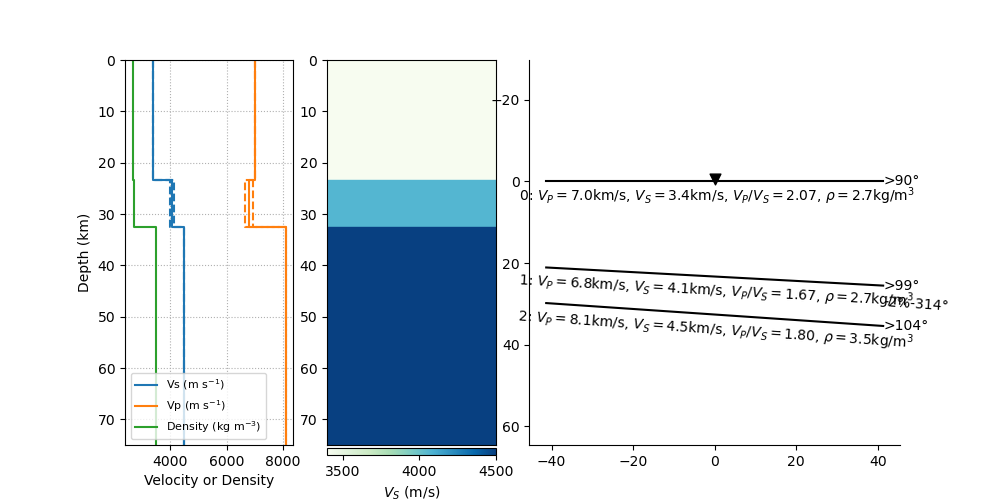 0
10
20
30
40
50
60
70
Depth (km)
Vs (m s⁻¹)
Vp (m s⁻¹)
Density (kg m⁻³)
4000 6000 8000
Velocity or Density
0
10
20
30
40
50
60
70
3500 4000 4500
V_S (m/s)
−20
0
20
40
60
>90°
0: V_P = 7.0km/s, V_S = 3.4km/s, V_P/V_S = 2.07, ρ = 2.7kg/m³
>99°
1: V_P = 6.8km/s, V_S = 4.1km/s, V_P/V_S = 1.67, ρ = 2.7kg/m³
-2%-314°
>104°
2: V_P = 8.1km/s, V_S = 4.5km/s, V_P/V_S = 1.80, ρ = 3.5kg/m³
−40 −20 0 20 40